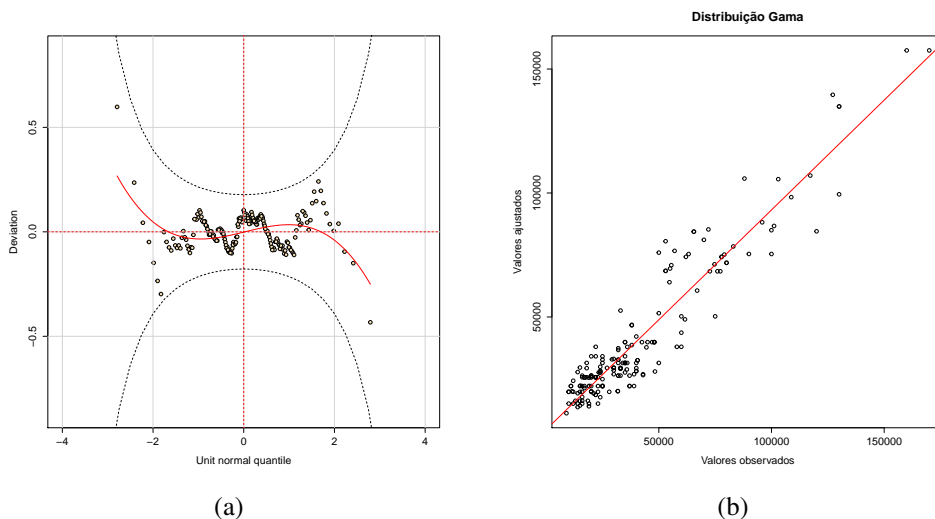 Distribuição Gama
Deviation
0.5
0.0
−0.5
−4
−2
0
2
4
Unit normal quantile
(a)
Valores ajustados
150000
100000
50000
50000
100000
150000
Valores observados
(b)